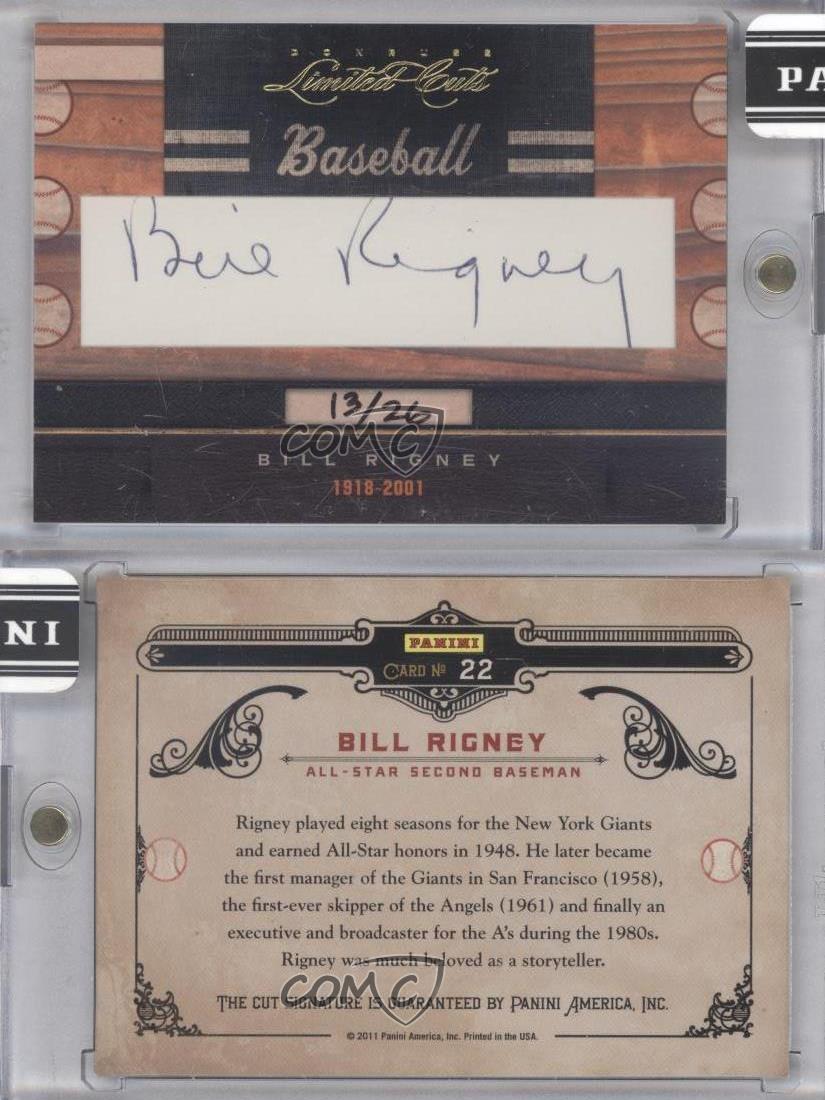 DONRUSS
Limited Cuts
PA
Baseball
Bill Rigney
13/26
COMC
BILL RIGNEY
1918-2001
NI
PANINI
CARD Nº 22
BILL RIGNEY
ALL-STAR SECOND BASEMAN
Rigney played eight seasons for the New York Giants
and earned All-Star honors in 1948. He later became
the first manager of the Giants in San Francisco (1958),
the first-ever skipper of the Angels (1961) and finally an
executive and broadcaster for the A's during the 1980s.
Rigney was much beloved as a storyteller.
COMC
THE CUT SIGNATURE IS GUARANTEED BY PANINI AMERICA, INC.
© 2011 Panini America, Inc. Printed in the USA.